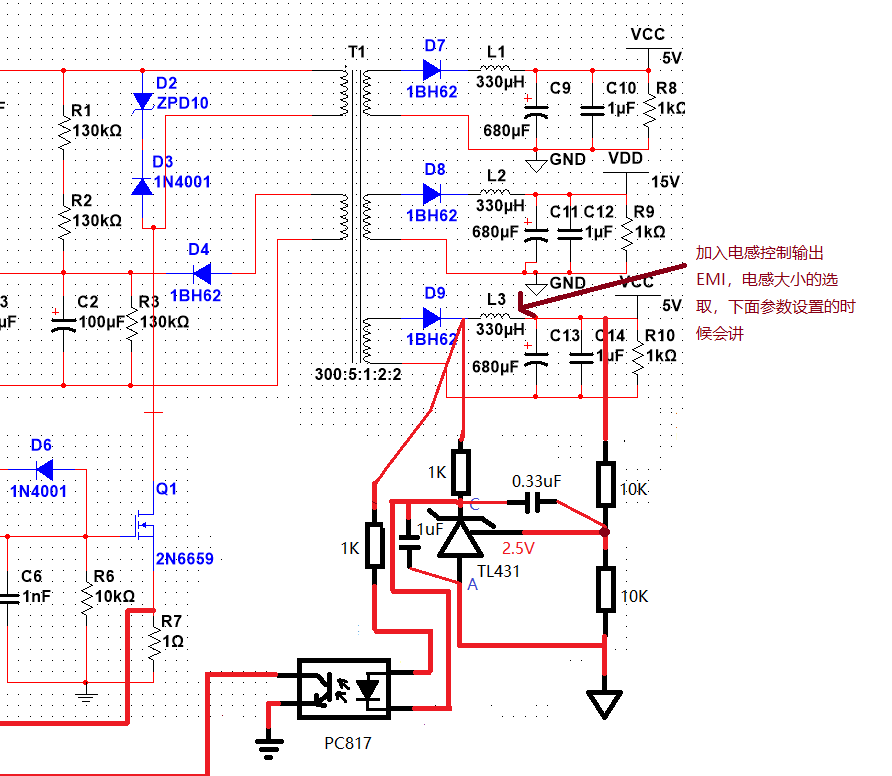 VCC
5V
T1
D7
1BH62
L1
330μH
C9
680μF
C10
1μF
R8
1kΩ
GND
D2
ZPD10
R1
130kΩ
D3
1N4001
R2
130kΩ
VDD
15V
D8
1BH62
L2
330μH
C11
680μF
C12
1μF
R9
1kΩ
GND
D4
1BH62
加入电感控制输出
EMI，电感大小的选
取，下面参数设置的时
候会讲
VCC
5V
D9
1BH62
L3
330μH
C13
680μF
C14
1μF
R10
1kΩ
3
μF
C2
100μF
R3
130kΩ
300:5:1:2:2
F
D6
1N4001
Q1
2N6659
1K
0.33uF
C
10K
1K
1uF
2.5V
TL431
A
10K
C6
1nF
R6
10kΩ
R7
1Ω
PC817